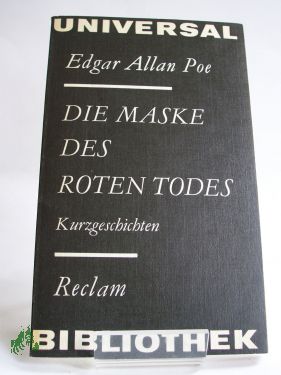 UNIVERSAL
Edgar Allan Poe
DIE MASKE
DES
ROTEN TODES
Kurzgeschichten
Reclam
BIBLIOTHEK